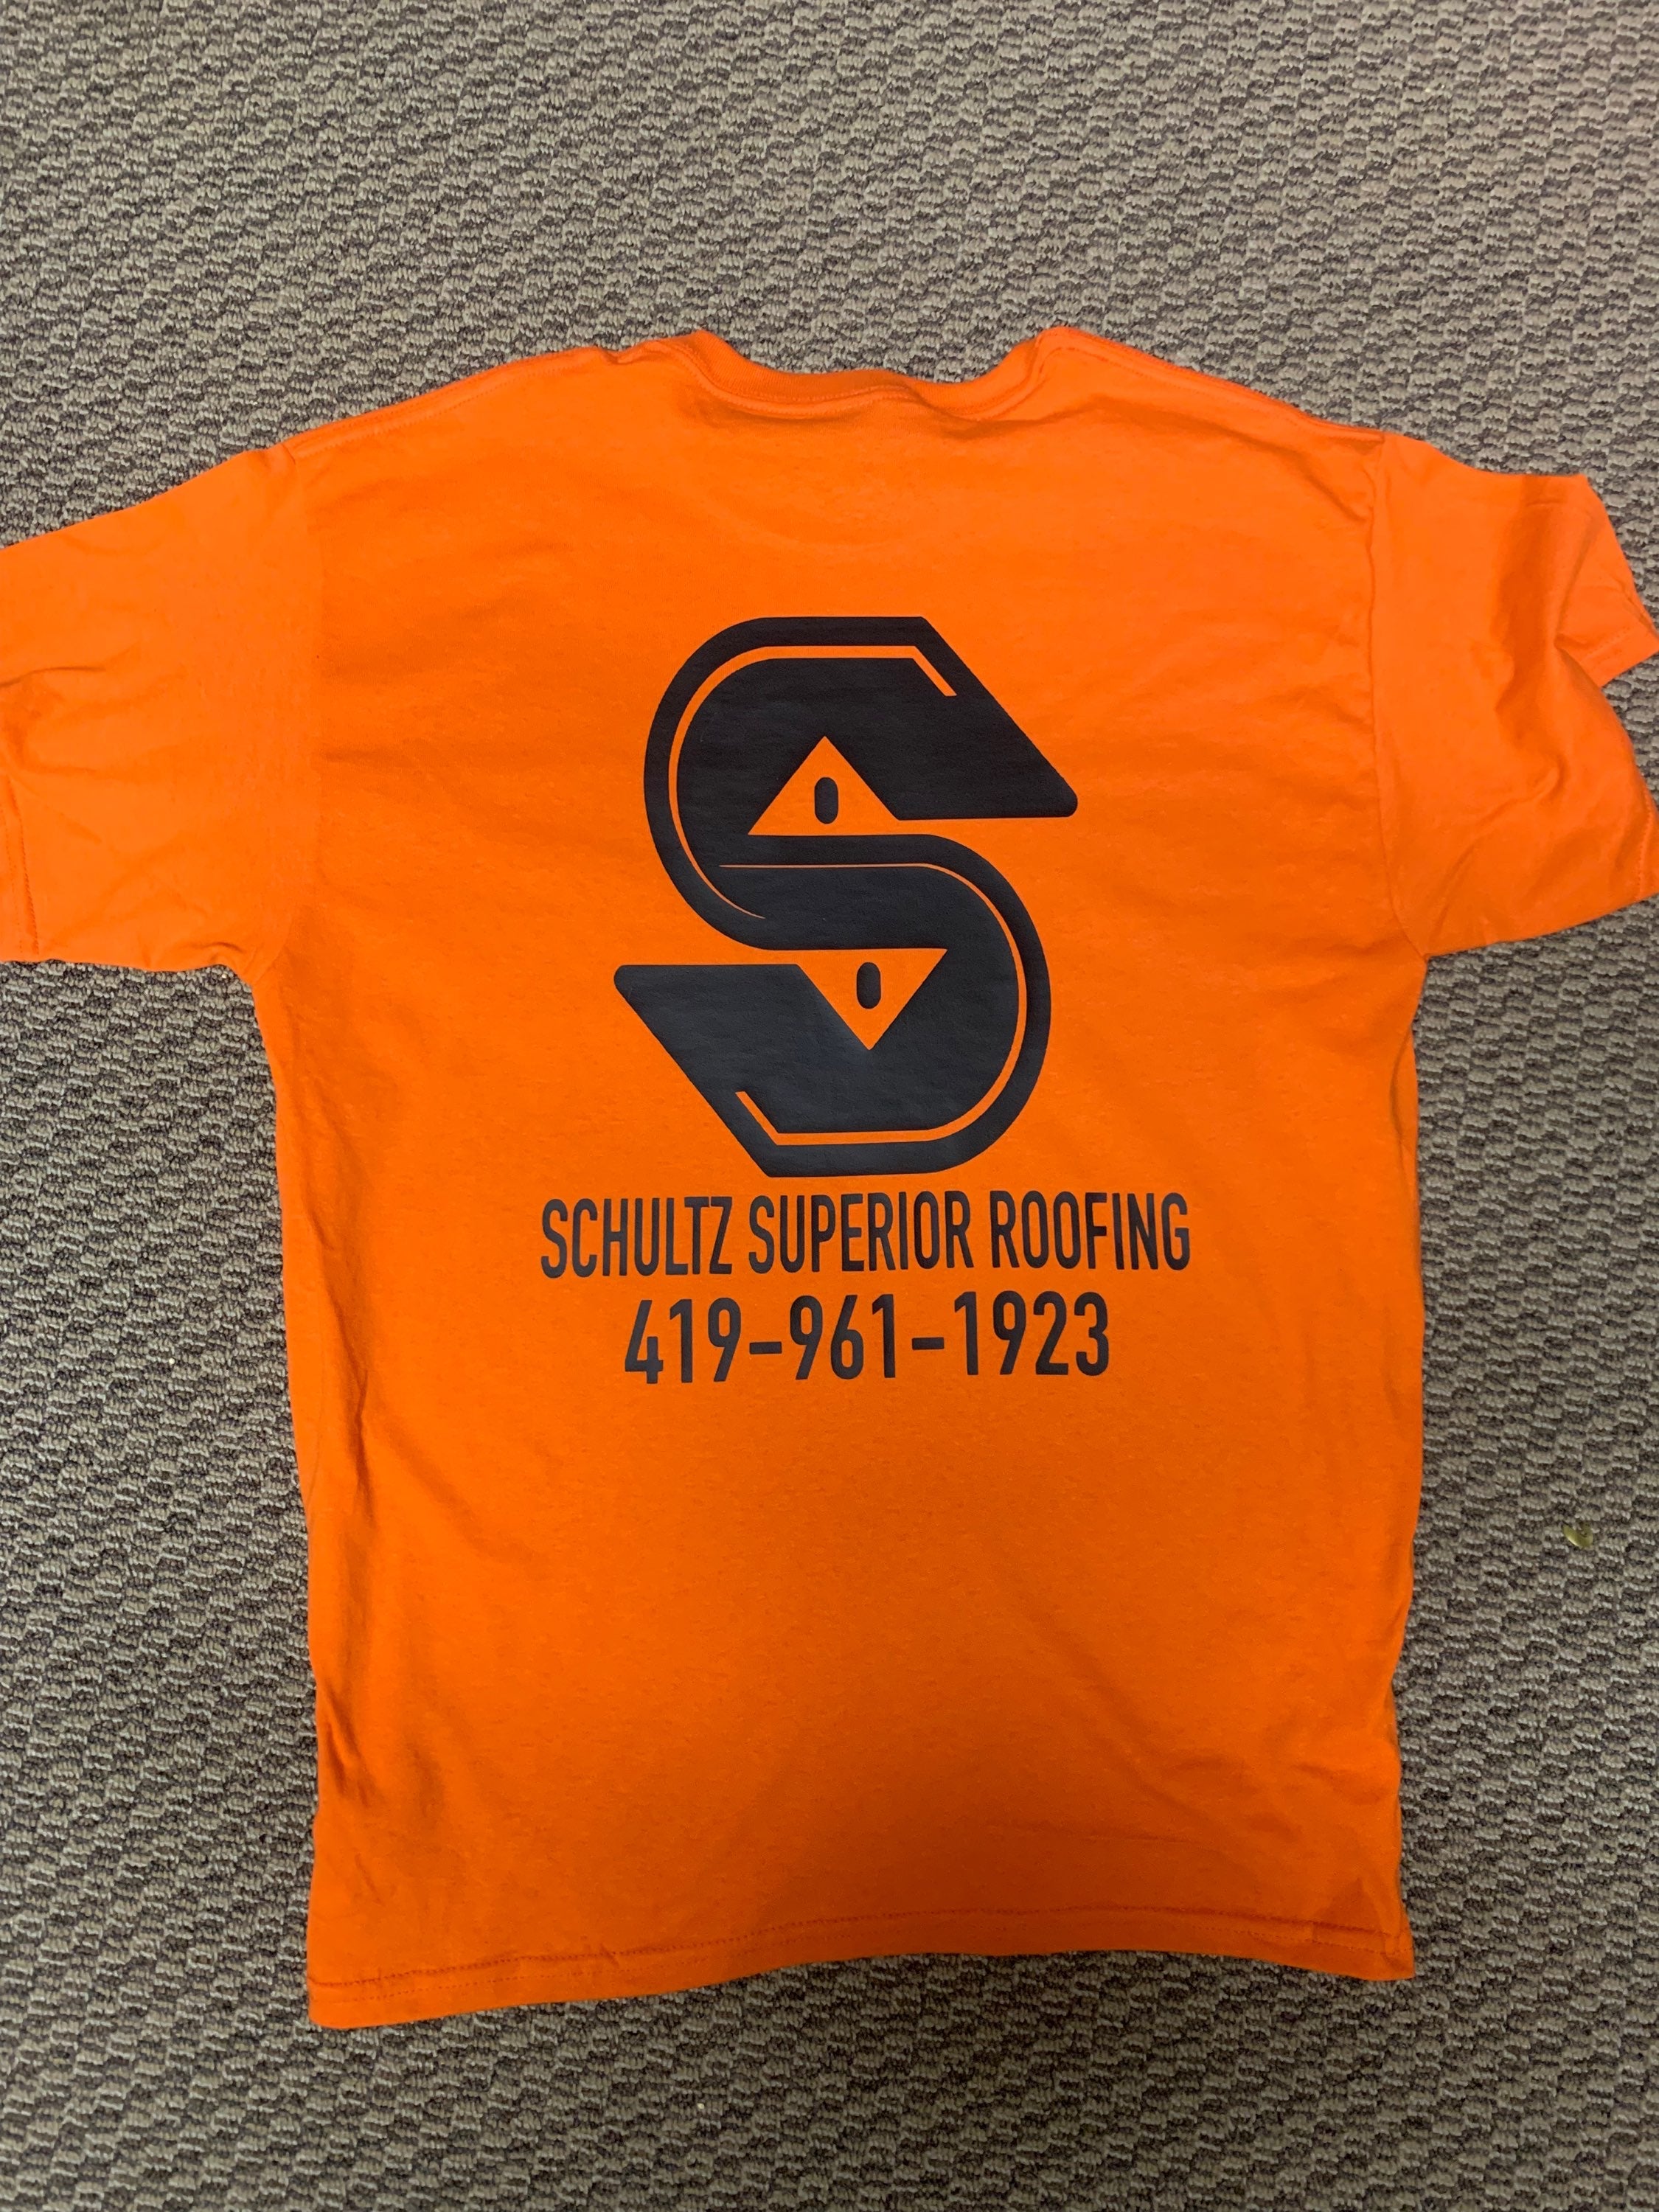 S
SCHULTZ SUPERIOR ROOFING
419-961-1923